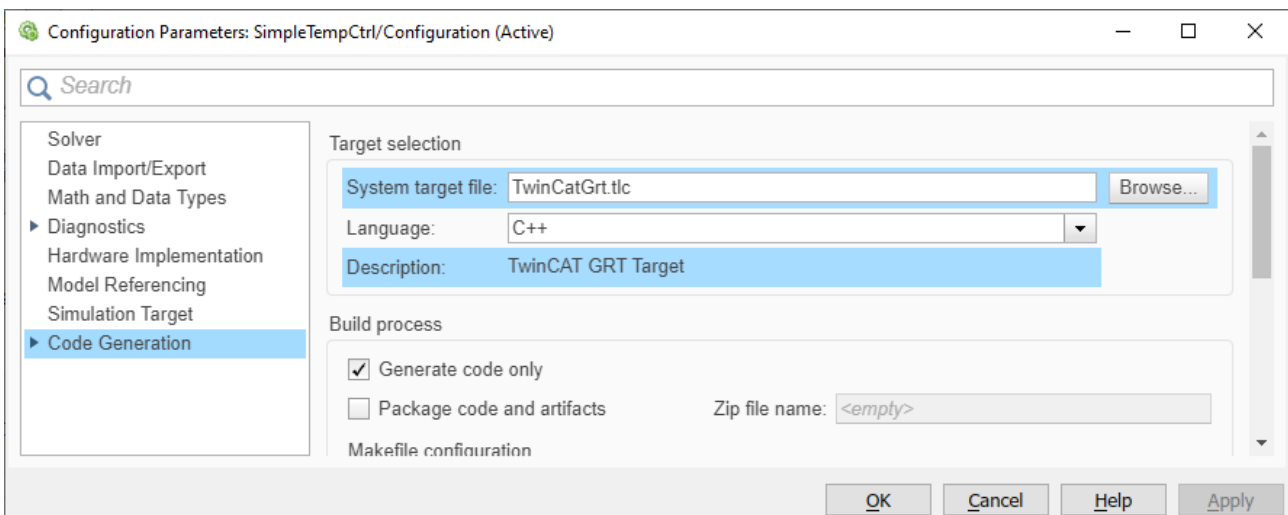 Configuration Parameters: SimpleTempCtrl/Configuration (Active)
Search
Solver
Data Import/Export
Math and Data Types
Diagnostics
Hardware Implementation
Model Referencing
Simulation Target
Code Generation
Target selection
System target file: TwinCatGrt.tlc Browse...
Language: C++
Description: TwinCAT GRT Target
Build process
Generate code only
Package code and artifacts Zip file name: <empty>
Makefile configuration
OK Cancel Help Apply